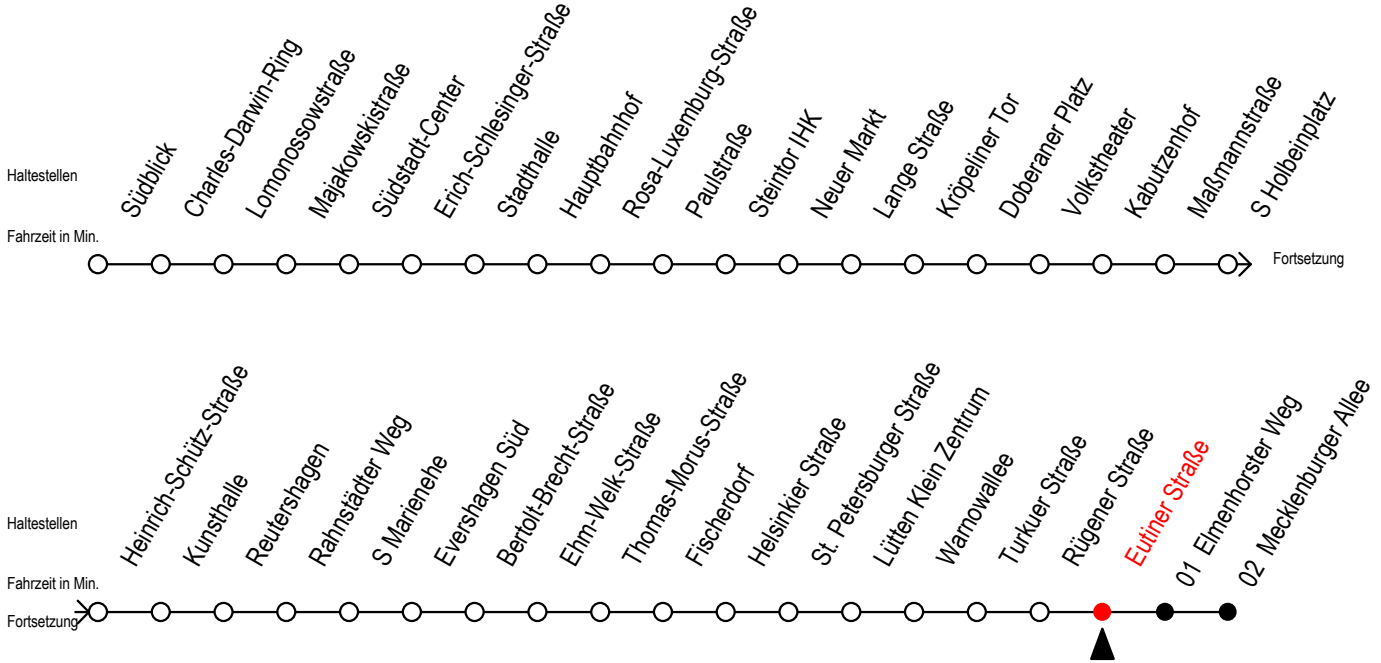 Haltestellen
Südblick
Charles-Darwin-Ring
Lomonossowstraße
Majakowskistraße
Südstadt-Center
Erich-Schlesinger-Straße
Stadthalle
Hauptbahnhof
Rosa-Luxemburg-Straße
Paulstraße
Steintor IHK
Neuer Markt
Lange Straße
Kröpeliner Tor
Doberaner Platz
Volkstheater
Kabutzenhof
Maßmannstraße
S Holbeinplatz
Fahrzeit in Min.
Fortsetzung
Haltestellen
Heinrich-Schütz-Straße
Kunsthalle
Reutershagen
Rahnstädter Weg
S Marienehe
Evershagen Süd
Bertolt-Brecht-Straße
Ehm-Welk-Straße
Thomas-Morus-Straße
Fischerdorf
Helsinkier Straße
St. Petersburger Straße
Lütten Klein Zentrum
Warnowallee
Turkuer Straße
Rügener Straße
Eutiner Straße
01 Elmenhorster Weg
02 Mecklenburger Allee
Fahrzeit in Min.
Fortsetzung